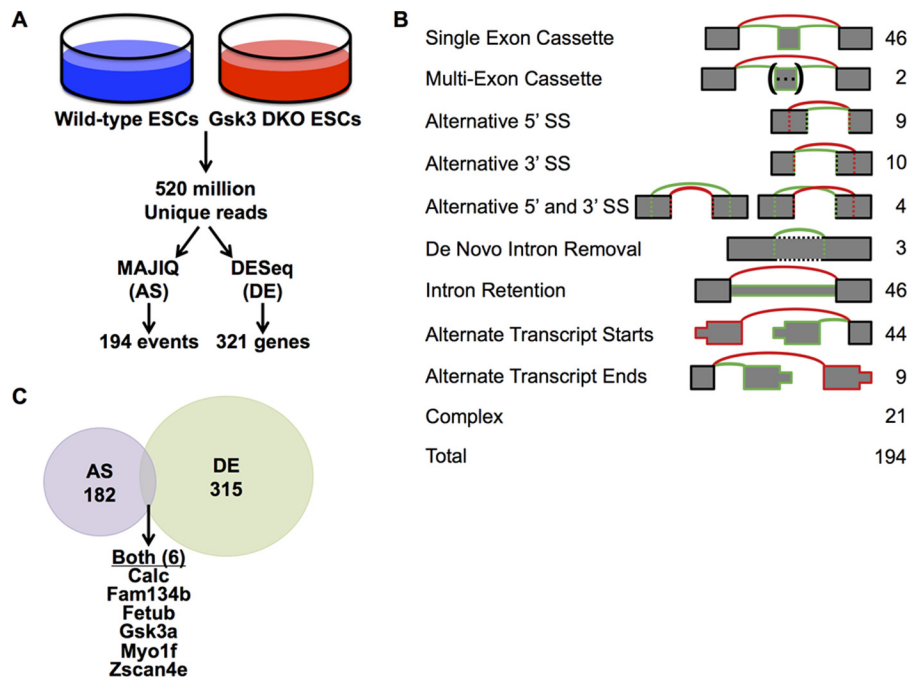 A
Wild-type ESCs Gsk3 DKO ESCs
520 million
Unique reads
MAJIQ
(AS)
DESeq
(DE)
194 events
321 genes
B
Single Exon Cassette 46
Multi-Exon Cassette (...) 2
Alternative 5' SS 9
Alternative 3' SS 10
Alternative 5' and 3' SS 4
De Novo Intron Removal 3
Intron Retention 46
Alternate Transcript Starts 44
Alternate Transcript Ends 9
Complex 21
Total 194
C
AS
182
DE
315
Both (6)
Calc
Fam134b
Fetub
Gsk3a
Myo1f
Zscan4e